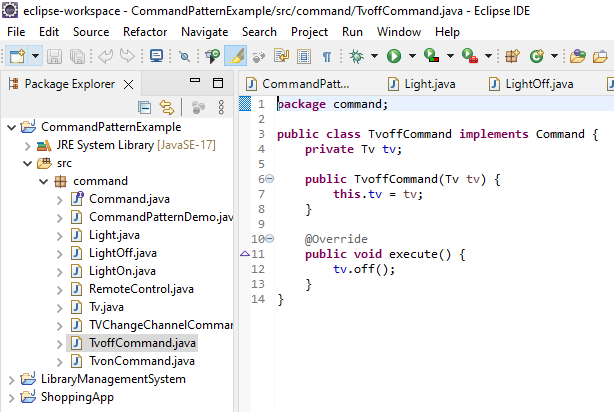 eclipse-workspace - CommandPatternExample/src/command/TvoffCommand.java - Eclipse IDE
File Edit Source Refactor Navigate Search Project Run Window Help
Package Explorer
CommandPatternExample
JRE System Library [JavaSE-17]
src
command
Command.java
CommandPatternDemo.java
Light.java
LightOff.java
LightOn.java
RemoteControl.java
Tv.java
TVChangeChannelComma
TvoffCommand.java
TvonCommand.java
LibraryManagementSystem
ShoppingApp
CommandPatt... Light.java LightOff.java
1 package command;
2
3 public class TvoffCommand implements Command {
4 private Tv tv;
5
6 public TvoffCommand(Tv tv) {
7 this.tv = tv;
8 }
9
10 @Override
11 public void execute() {
12 tv.off();
13 }
14 }